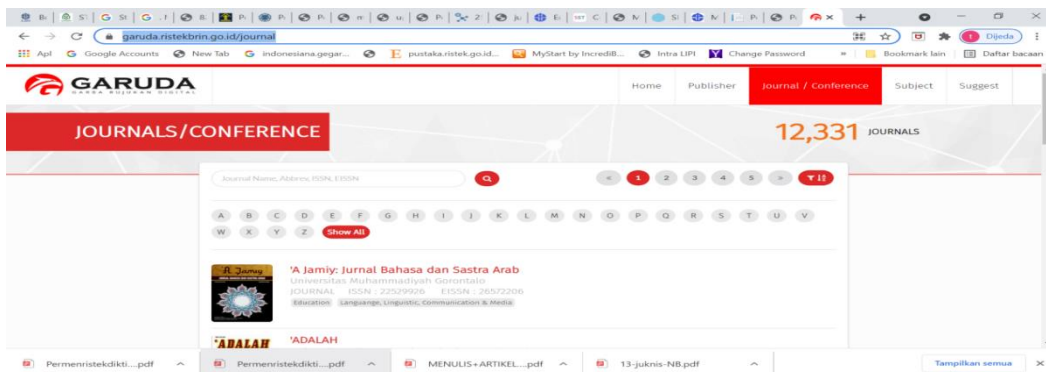 garuda.ristekbrin.go.id/journal
Dijeda
Apl Google Accounts New Tab indonesiana.gegar... pustaka.ristek.go.id... MyStart by IncrediB... Intra LIPI Change Password » Bookmark lain Daftar bacaan
GARUDA
GARBA RUJUKAN DIGITAL
Home Publisher Journal / Conference Subject Suggest
JOURNALS/CONFERENCE
12,331 JOURNALS
Journal Name, Abbrev, ISSN, EISSN
« 1 2 3 4 5 »
A B C D E F G H I J K L M N O P Q R S T U V
W X Y Z Show All
'A Jamiy: Jurnal Bahasa dan Sastra Arab
Universitas Muhammadiyah Gorontalo
JOURNAL ISSN : 22529926 EISSN : 26572206
Education Languange, Linguistic, Communication & Media
'A Jamiy
'ADALAH
'ADALAH
Permenristekdikti....pdf Permenristekdikti....pdf MENULIS+ARTIKEL....pdf 13-juknis-NB.pdf Tampilkan semua